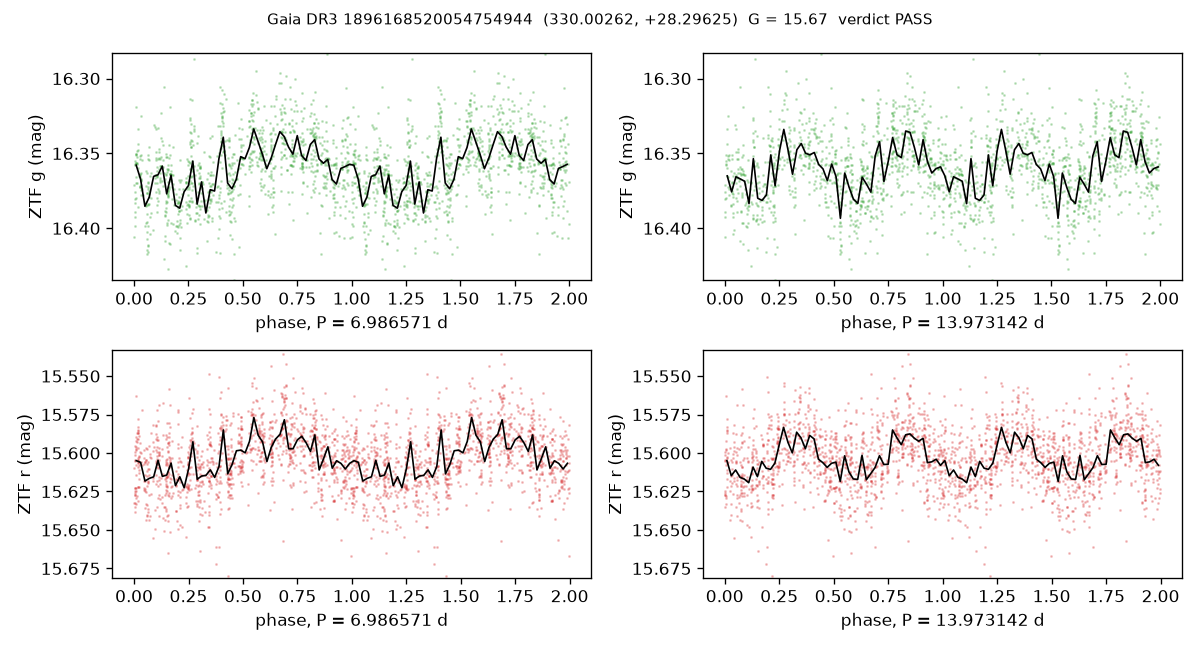 Gaia DR3 1896168520054754944 (330.00262, +28.29625) G = 15.67 verdict PASS
ZTF g (mag)
16.30
16.35
16.40
0.00 0.25 0.50 0.75 1.00 1.25 1.50 1.75 2.00
phase, P = 6.986571 d
ZTF g (mag)
16.30
16.35
16.40
0.00 0.25 0.50 0.75 1.00 1.25 1.50 1.75 2.00
phase, P = 13.973142 d
ZTF r (mag)
15.550
15.575
15.600
15.625
15.650
15.675
0.00 0.25 0.50 0.75 1.00 1.25 1.50 1.75 2.00
phase, P = 6.986571 d
ZTF r (mag)
15.550
15.575
15.600
15.625
15.650
15.675
0.00 0.25 0.50 0.75 1.00 1.25 1.50 1.75 2.00
phase, P = 13.973142 d